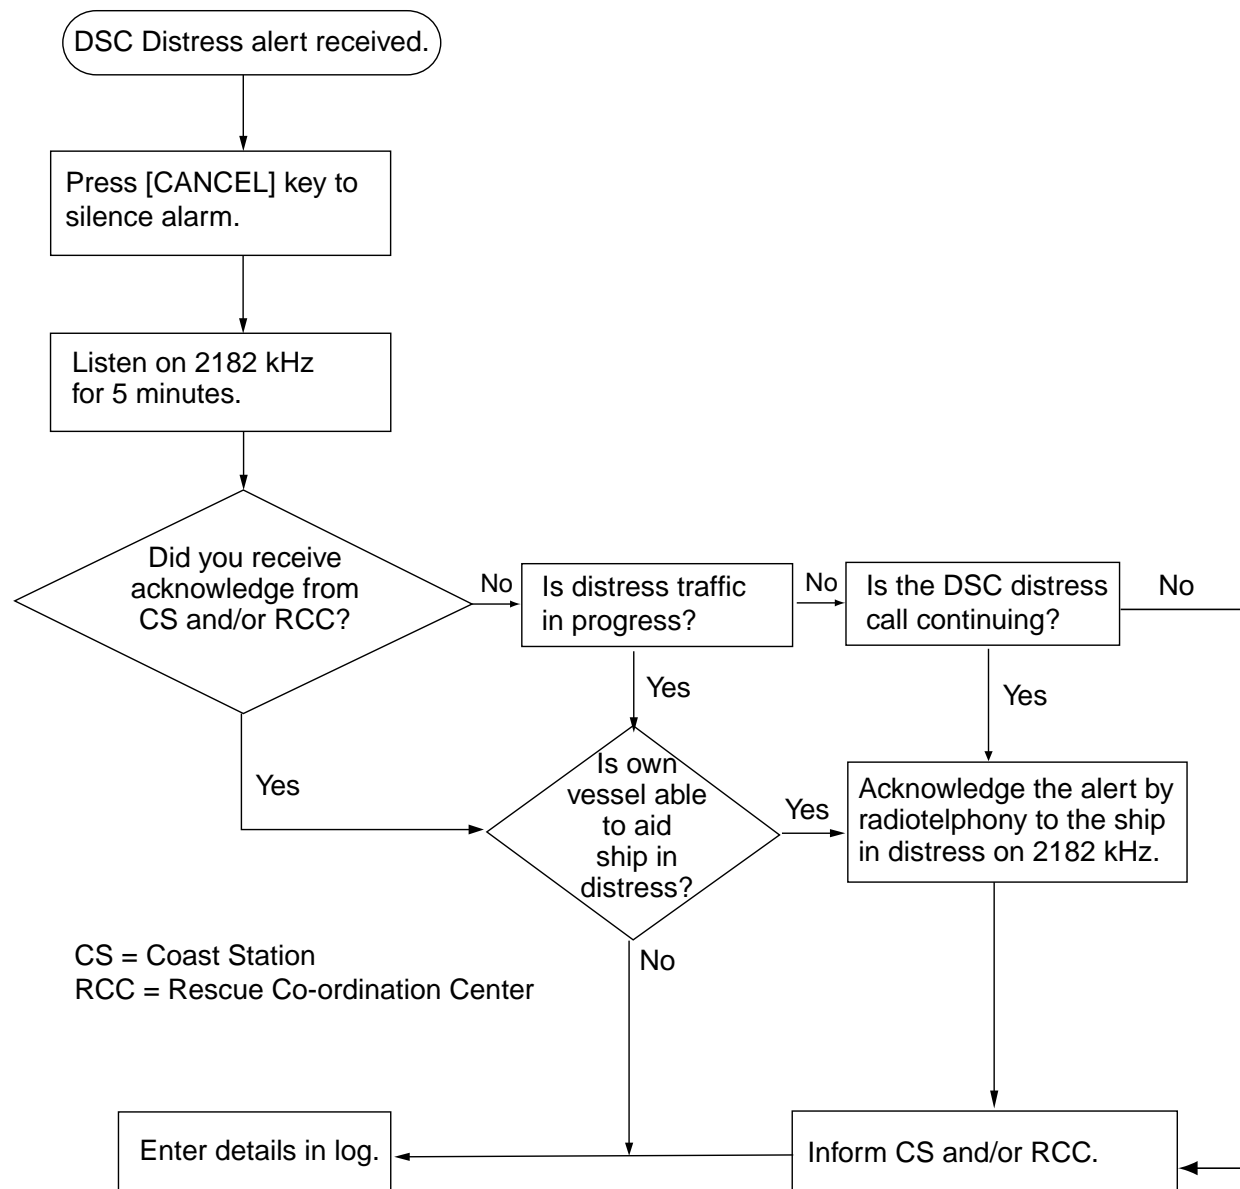 DSC Distress alert received.
Press [CANCEL] key to
silence alarm.
Listen on 2182 kHz
for 5 minutes.
Did you receive
acknowledge from
CS and/or RCC?
No
Is distress traffic
in progress?
No
Is the DSC distress
call continuing?
No
Yes
Yes
Yes
Is own
vessel able
to aid
ship in
distress?
Yes
Acknowledge the alert by
radiotelphony to the ship
in distress on 2182 kHz.
No
CS = Coast Station
RCC = Rescue Co-ordination Center
Enter details in log.
Inform CS and/or RCC.